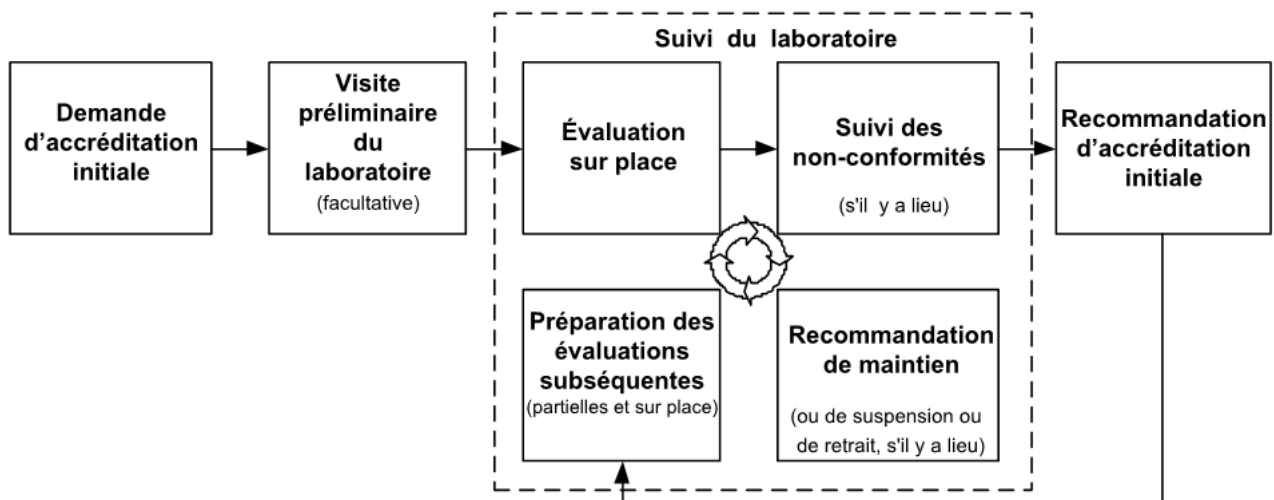 Suivi du laboratoire
Demande
d'accréditation
initiale
Visite
préliminaire
du
laboratoire
(facultative)
Évaluation
sur place
Suivi des
non-conformités
(s'il y a lieu)
Recommandation
d'accréditation
initiale
Préparation des
évaluations
subséquentes
(partielles et sur place)
Recommandation
de maintien
(ou de suspension ou
de retrait, s'il y a lieu)